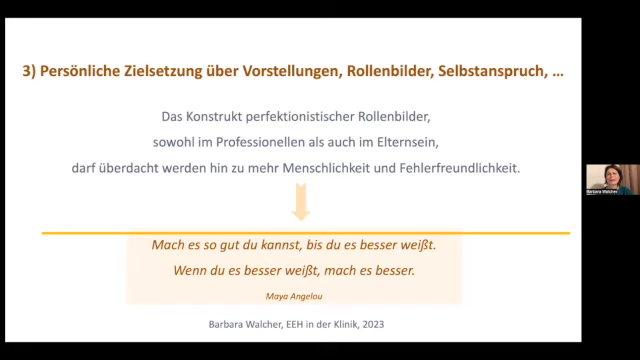 3) Persönliche Zielsetzung über Vorstellungen, Rollenbilder, Selbstanspruch, …
Das Konstrukt perfektionistischer Rollenbilder,
sowohl im Professionellen als auch im Elternsein,
darf überdacht werden hin zu mehr Menschlichkeit und Fehlerfreundlichkeit.
Mach es so gut du kannst, bis du es besser weißt.
Wenn du es besser weißt, mach es besser.
Maya Angelou
Barbara Walcher, EEH in der Klinik, 2023
Barbara Walcher